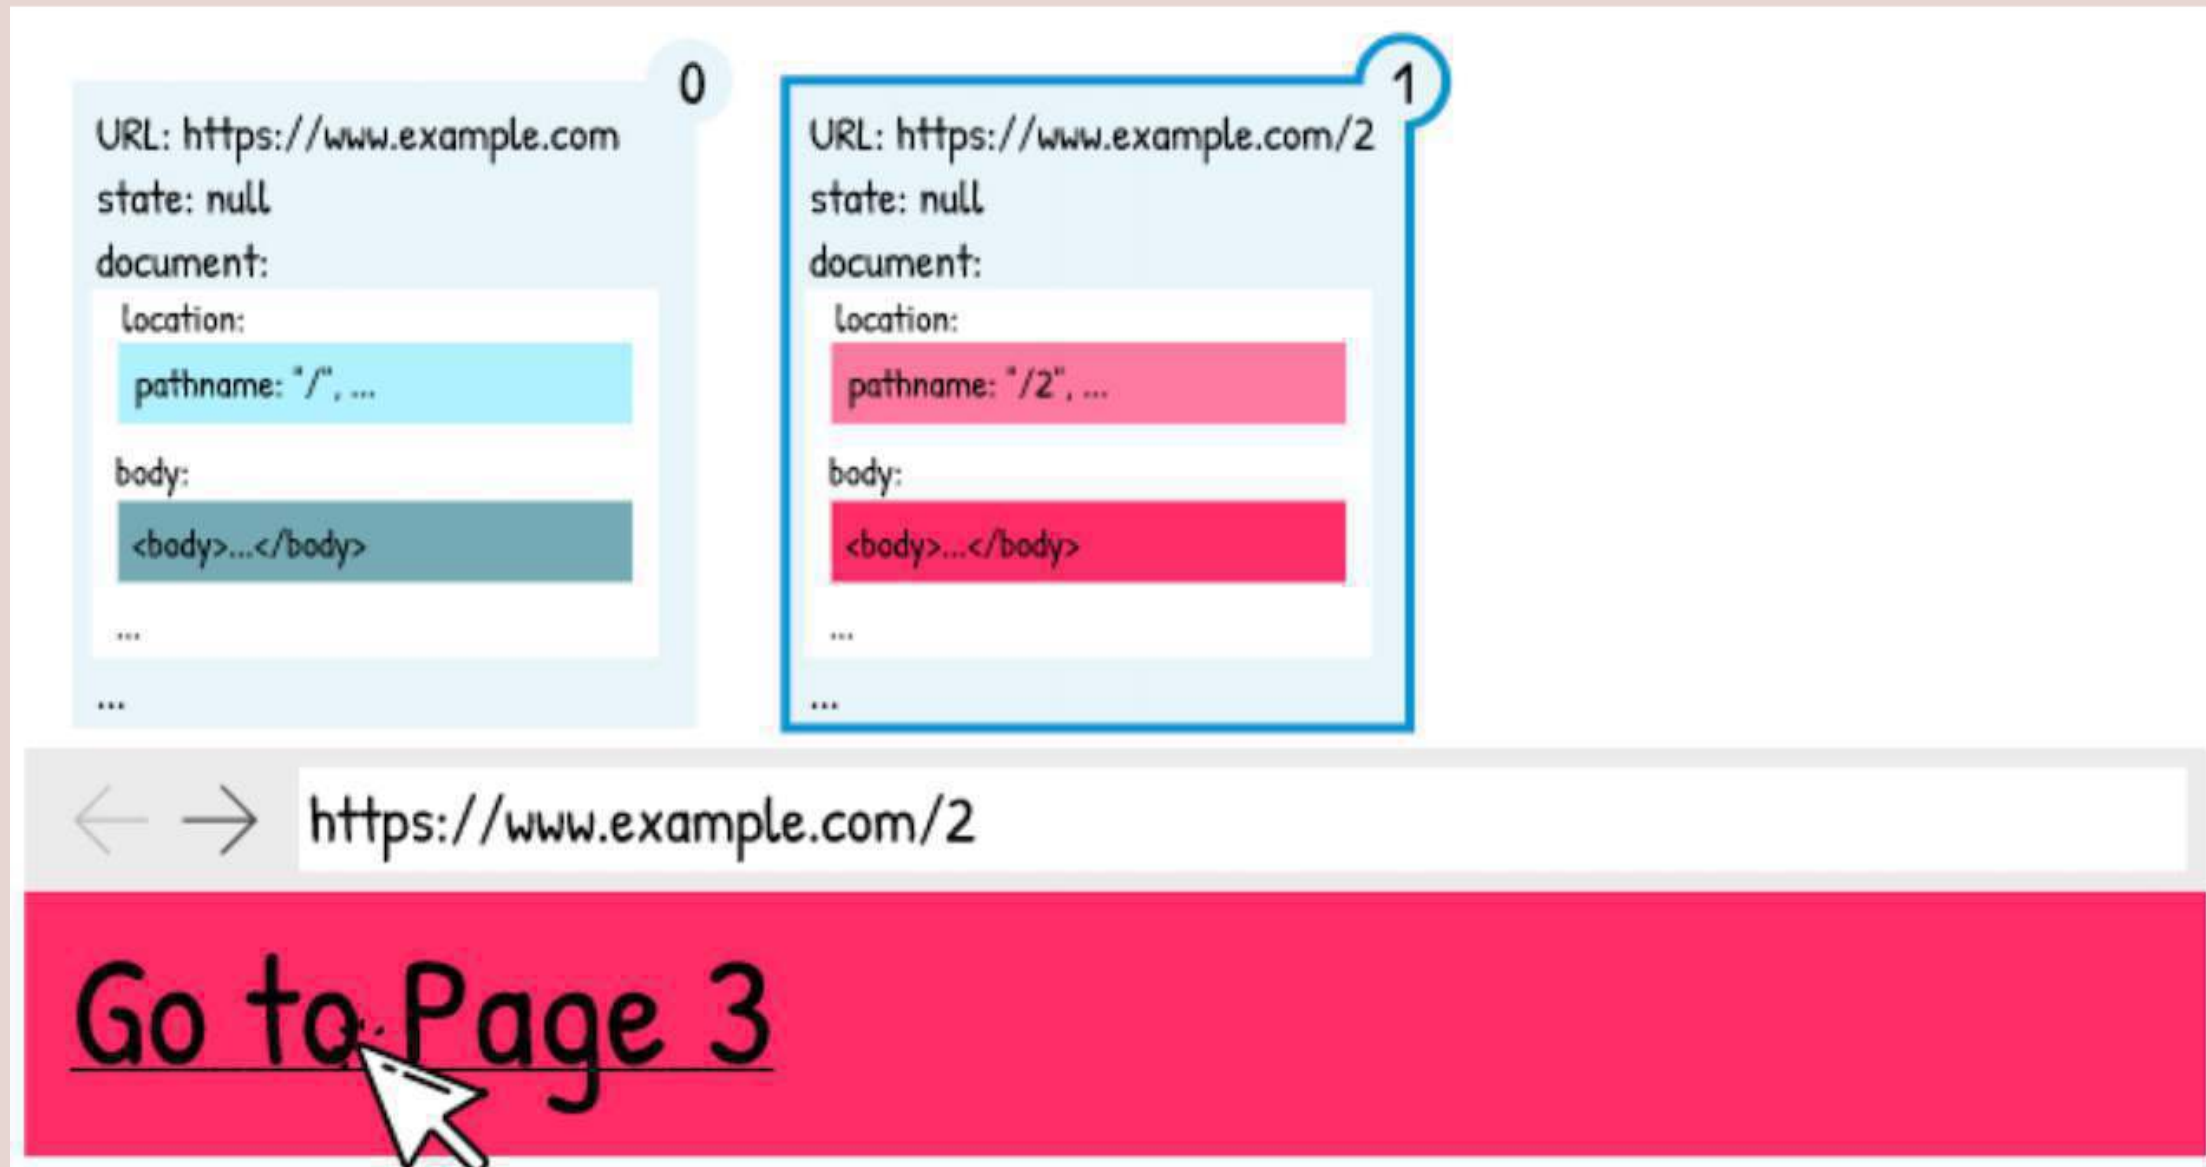 0
URL: https://www.example.com
state: null
document:
location:
pathname: "/", ...
body:
<body>...</body>
...
...
1
URL: https://www.example.com/2
state: null
document:
location:
pathname: "/2", ...
body:
<body>...</body>
...
...
https://www.example.com/2
Go to Page 3